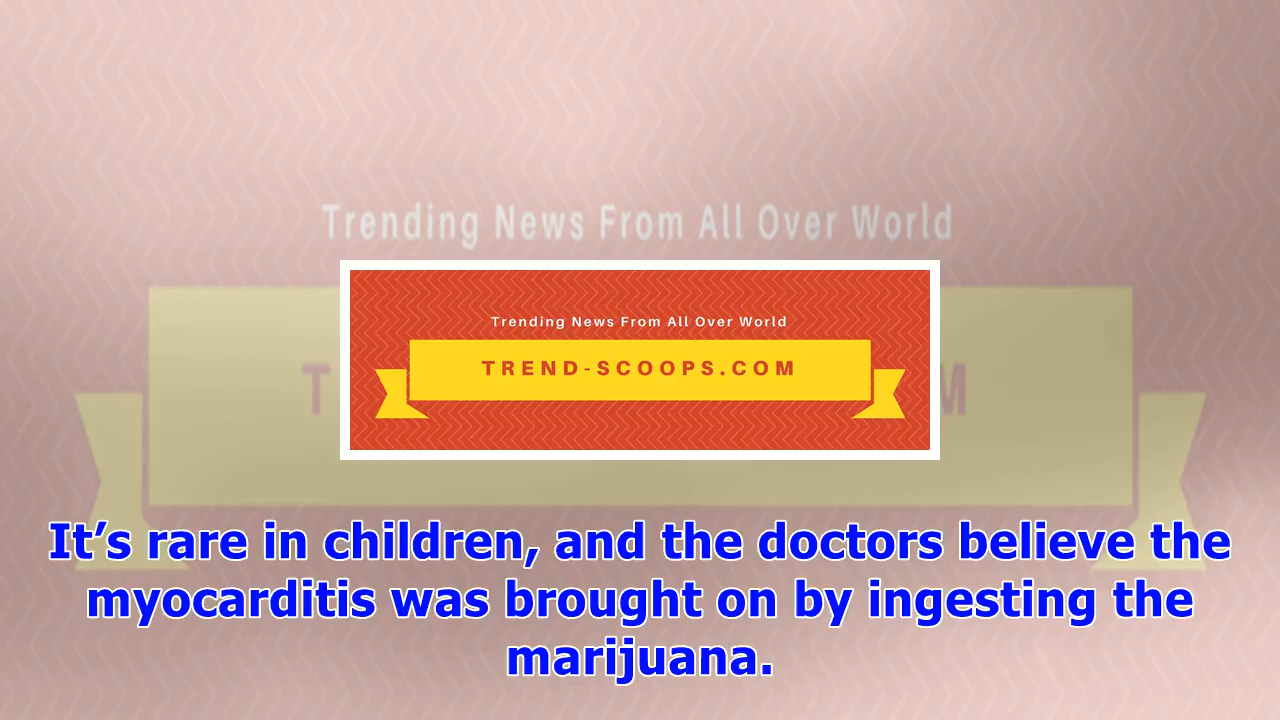 Trending News From All Over World
Trending News From All Over World
TREND-SCOOPS.COM
T M
It’s rare in children, and the doctors believe the
myocarditis was brought on by ingesting the
marijuana.